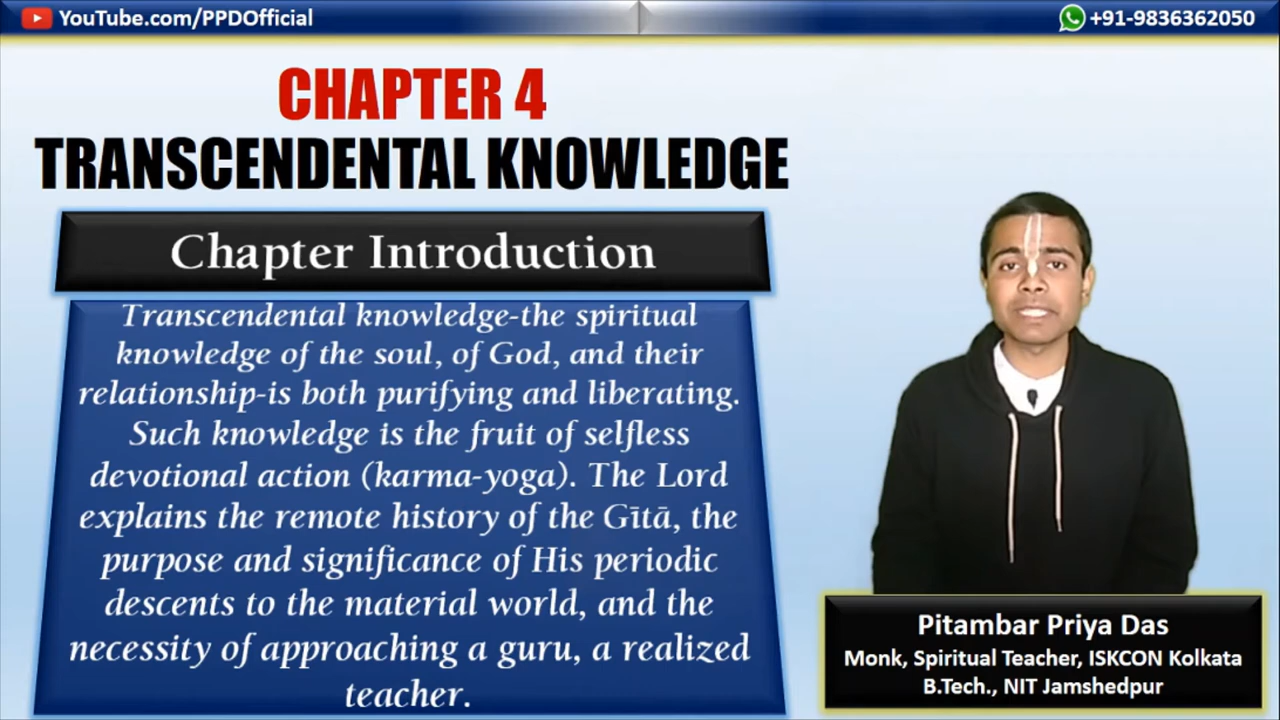 YouTube.com/PPDOfficial
+91-9836362050
CHAPTER 4
TRANSCENDENTAL KNOWLEDGE
Chapter Introduction
Transcendental knowledge-the spiritual
knowledge of the soul, of God, and their
relationship-is both purifying and liberating.
Such knowledge is the fruit of selfless
devotional action (karma-yoga). The Lord
explains the remote history of the Gītā, the
purpose and significance of His periodic
descents to the material world, and the
necessity of approaching a guru, a realized
teacher.
Pitambar Priya Das
Monk, Spiritual Teacher, ISKCON Kolkata
B.Tech., NIT Jamshedpur